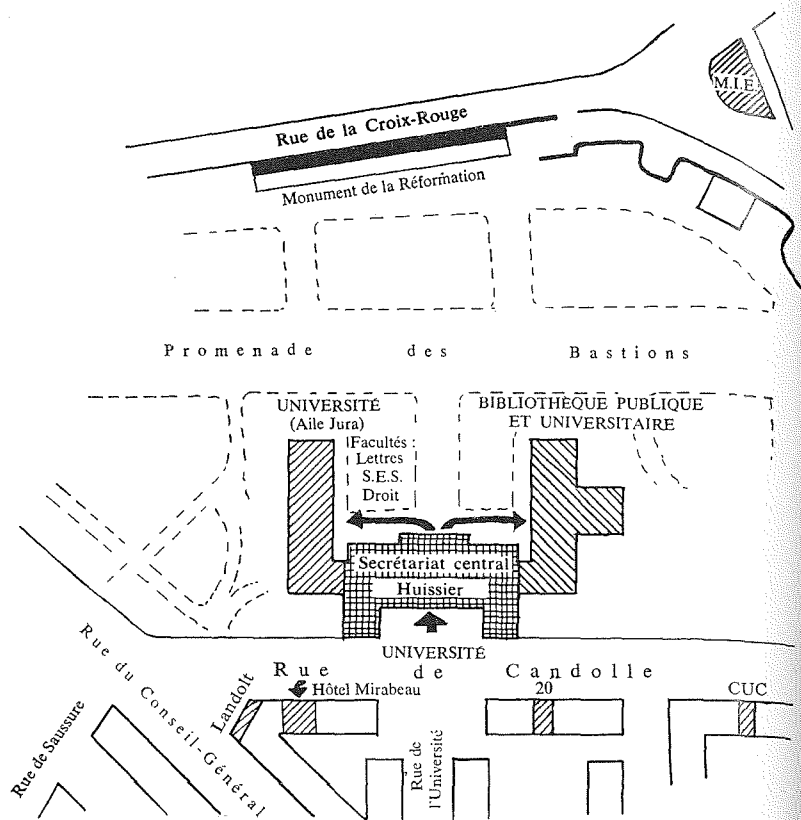 M.I.E.
Rue de la Croix-Rouge
Monument de la Réformation
Promenade des Bastions
UNIVERSITÉ
(Aile Jura)
Facultés :
Lettres
S.E.S.
Droit
BIBLIOTHÈQUE PUBLIQUE
ET UNIVERSITAIRE
Secrétariat central
Huissier
UNIVERSITÉ
Rue de Candolle
Rue du Conseil-Général
Rue de Saussure
Landolt
Hôtel Mirabeau
20
CUC
Rue de
l'Université